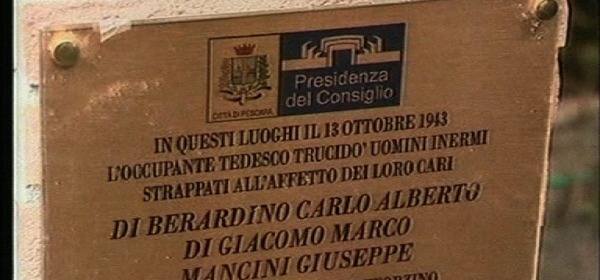 CITTÀ DI PESCARA
Presidenza
del Consiglio
IN QUESTI LUOGHI IL 13 OTTOBRE 1943
L'OCCUPANTE TEDESCO TRUCIDO' UOMINI INERMI
STRAPPATI ALL'AFFETTO DEI LORO CARI
DI BERARDINO CARLO ALBERTO
DI GIACOMO MARCO
MANCINI GIUSEPPE